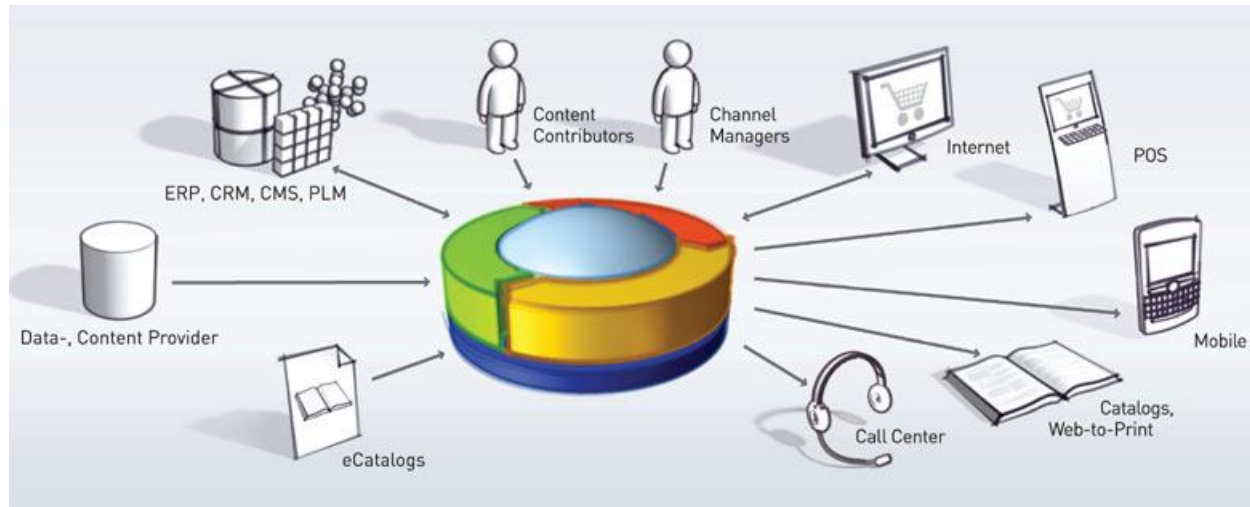 Content
Contributors
Channel
Managers
Internet
POS
ERP, CRM, CMS, PLM
Data-, Content Provider
Mobile
eCatalogs
Call Center
Catalogs,
Web-to-Print